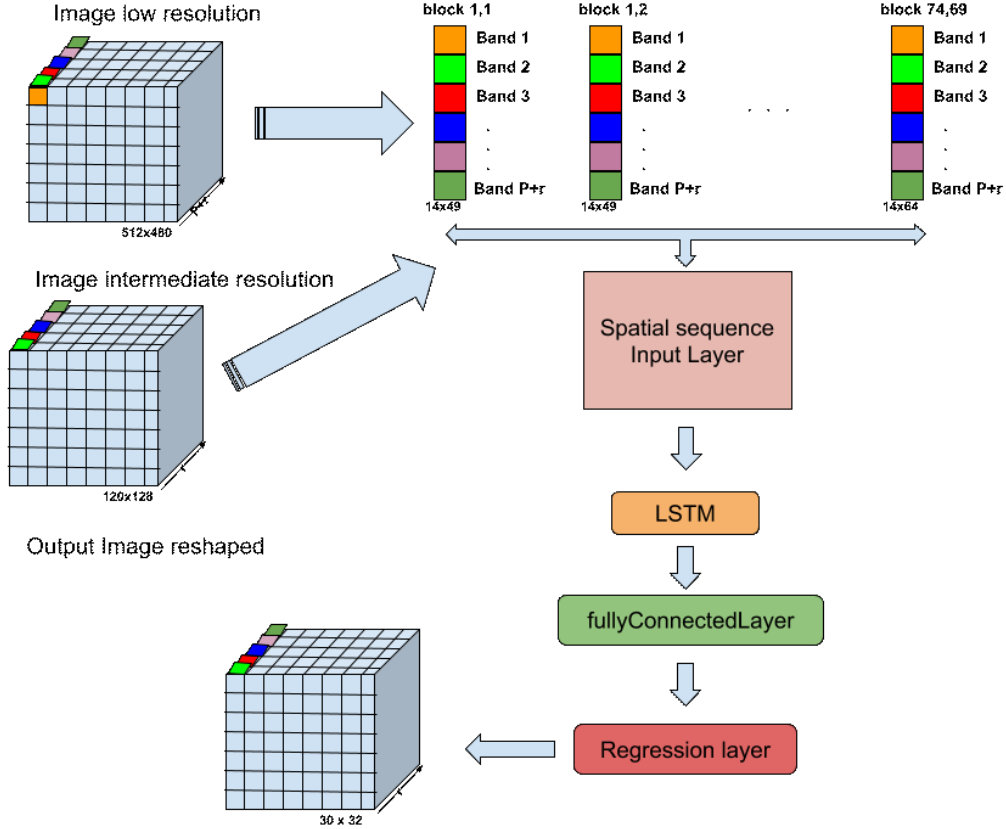 Image low resolution
block 1,1
block 1,2
block 74,69
Band 1
Band 2
Band 3
.
.
Band P+r
14x49
Band 1
Band 2
Band 3
.
.
Band P+r
14x49
. . .
Band 1
Band 2
Band 3
.
.
Band P+r
14x64
512x480
Image intermediate resolution
120x128
Spatial sequence
Input Layer
LSTM
Output Image reshaped
fullyConnectedLayer
Regression layer
30 x 32